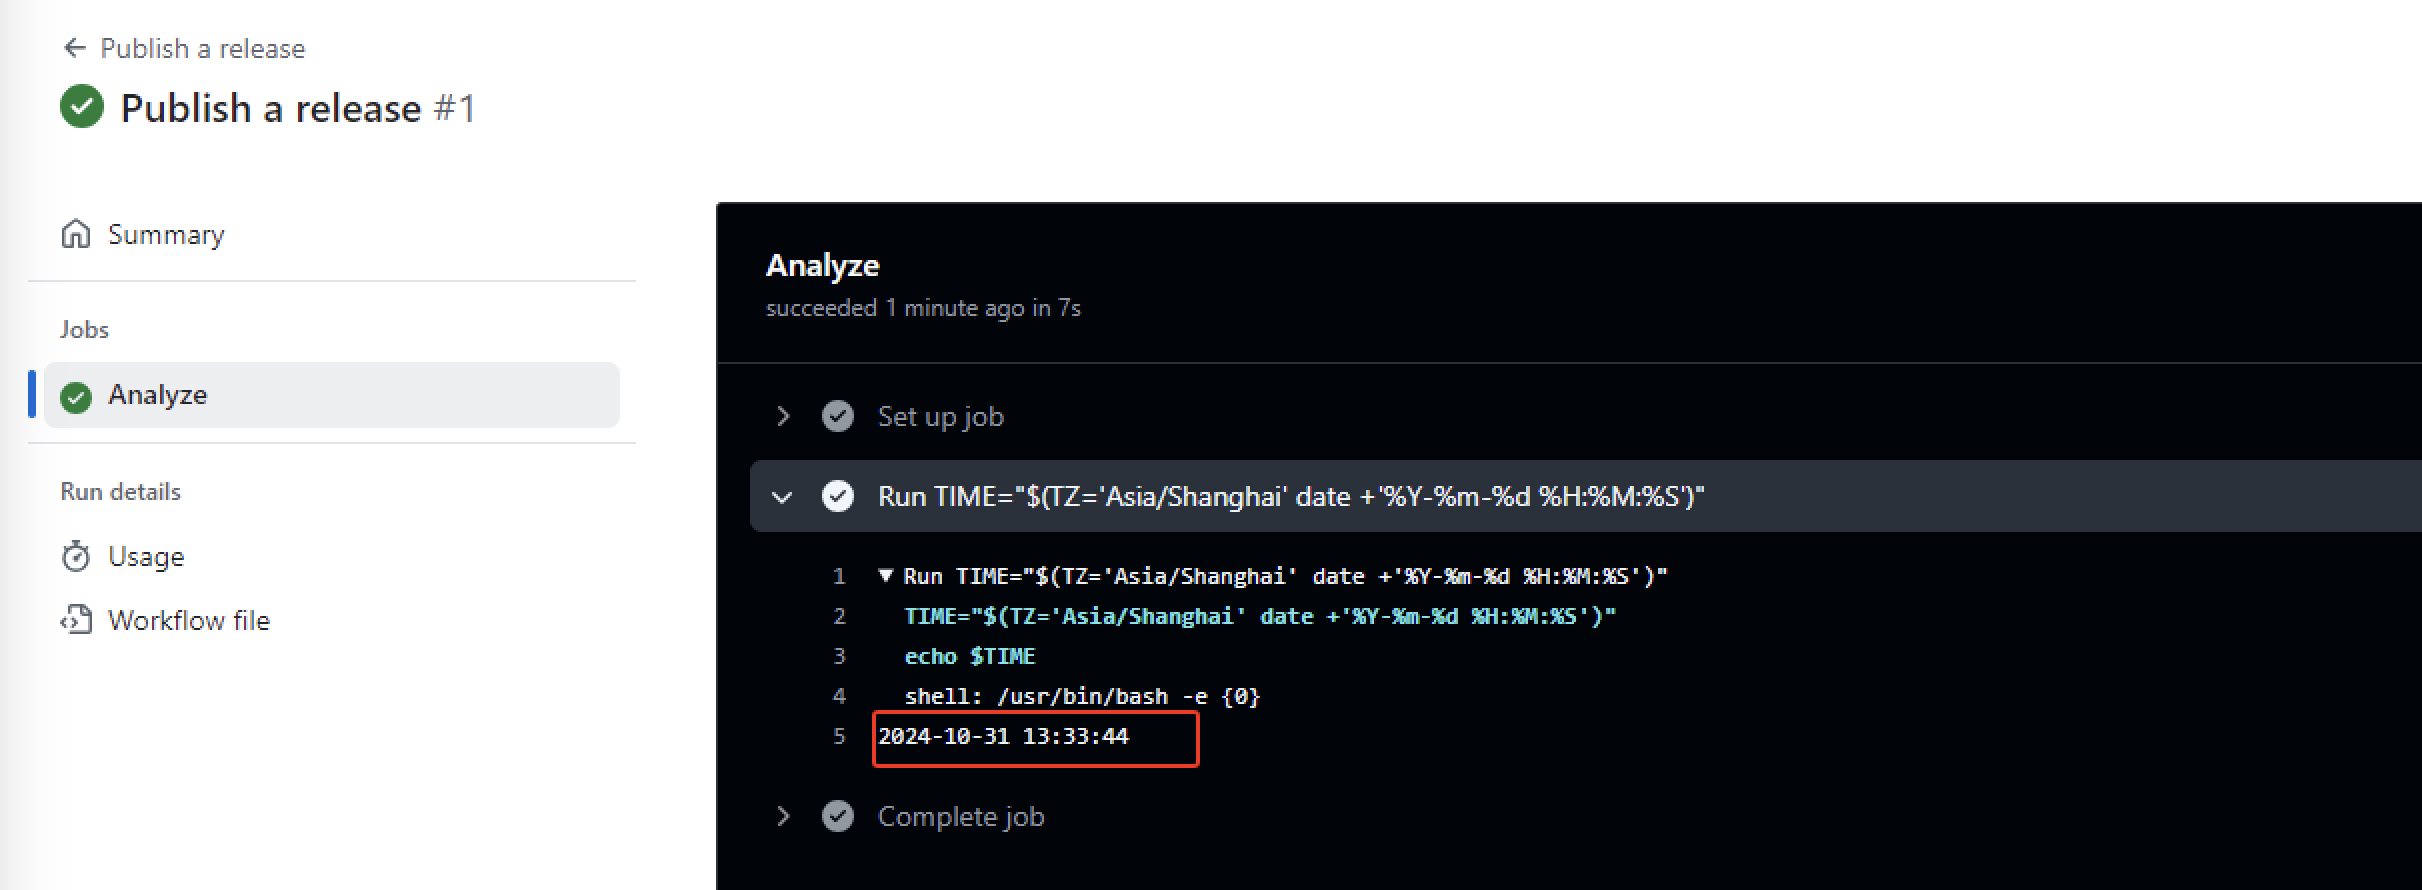 Publish a release
Publish a release #1
Summary
Jobs
Analyze
Run details
Usage
Workflow file
Analyze
succeeded 1 minute ago in 7s
Set up job
Run TIME="$(TZ='Asia/Shanghai' date +'%Y-%m-%d %H:%M:%S')"
1 Run TIME="$(TZ='Asia/Shanghai' date +'%Y-%m-%d %H:%M:%S')"
2 TIME="$(TZ='Asia/Shanghai' date +'%Y-%m-%d %H:%M:%S')"
3 echo $TIME
4 shell: /usr/bin/bash -e {0}
5 2024-10-31 13:33:44
Complete job